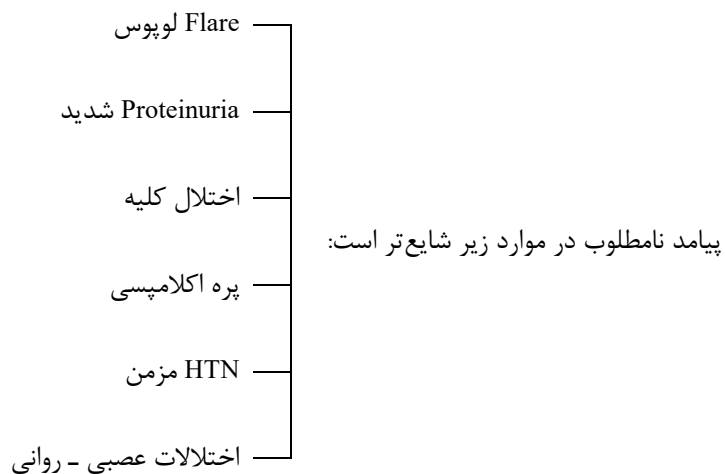 پیامد نامطلوب در موارد زیر شایع‌تر است:
Flare لوپوس
Proteinuria شدید
اختلال کلیه
پره اکلامپسی
HTN مزمن
اختلالات عصبی ـ روانی